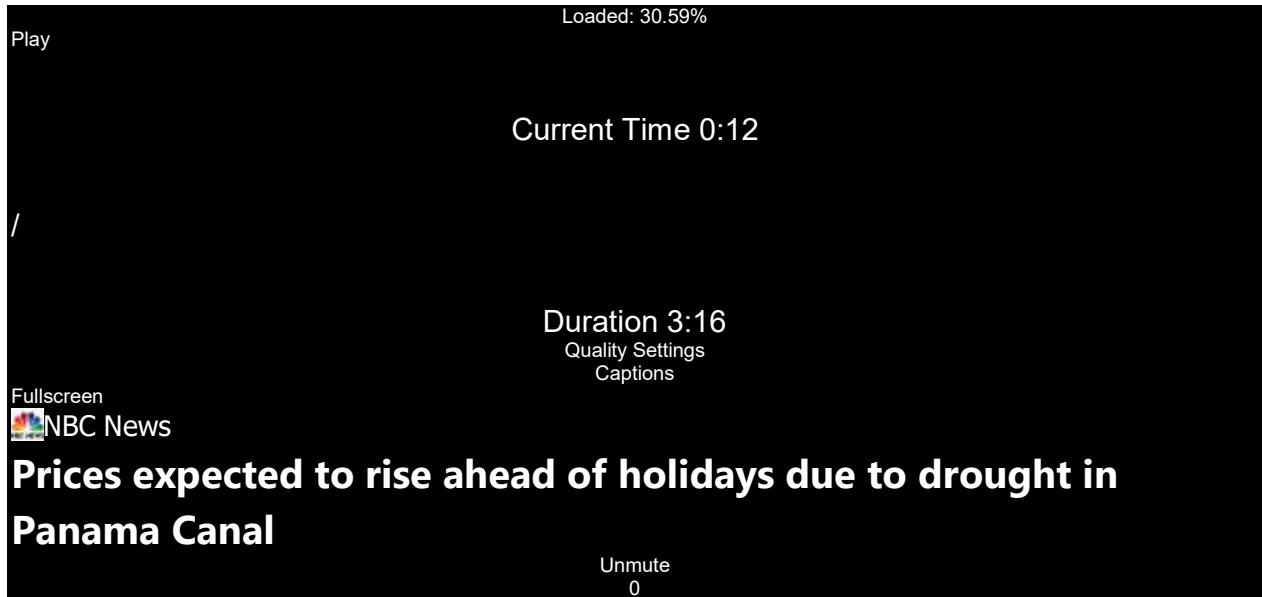 Loaded: 30.59%
Play
Current Time 0:12
/
Duration 3:16
Quality Settings
Captions
Fullscreen
NBC News
Prices expected to rise ahead of holidays due to drought in
Panama Canal
Unmute
0